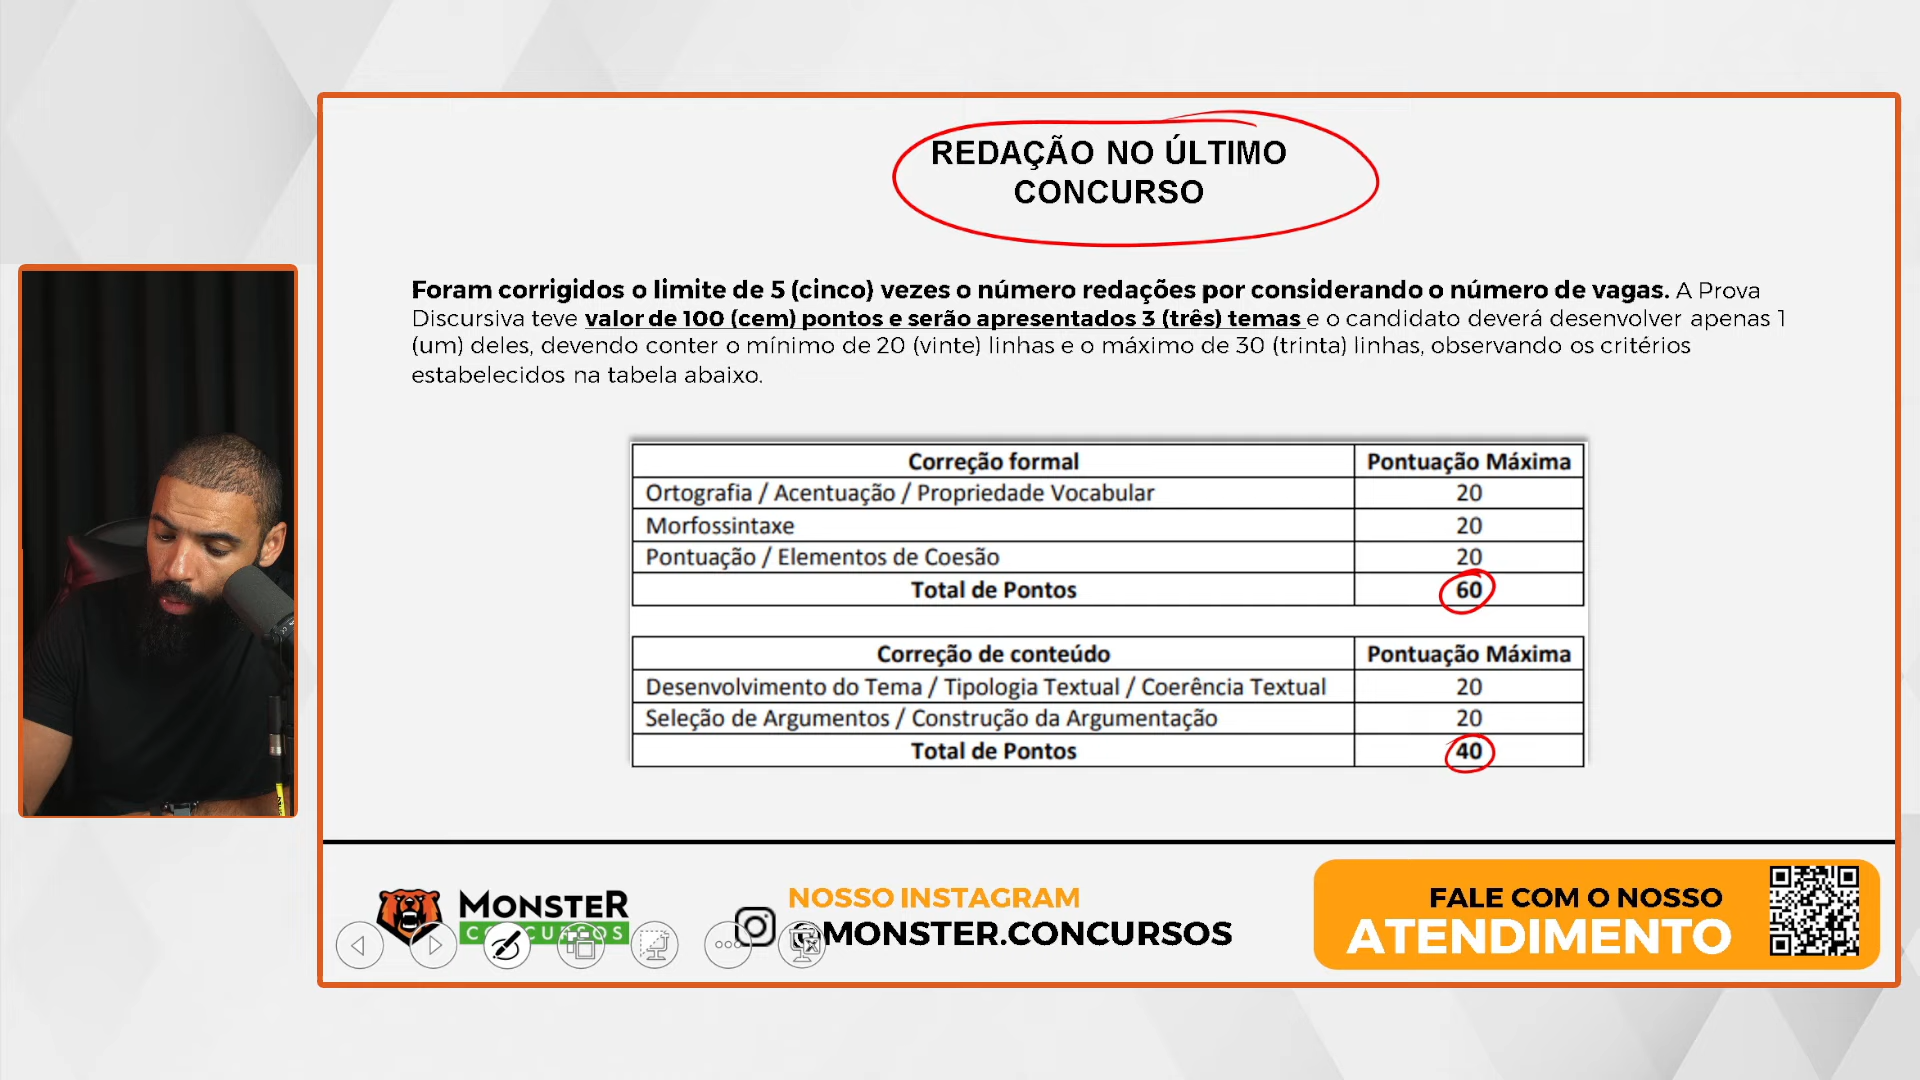 REDAÇÃO NO ÚLTIMO
CONCURSO
Foram corrigidos o limite de 5 (cinco) vezes o número redações por considerando o número de vagas. A Prova
Discursiva teve valor de 100 (cem) pontos e serão apresentados 3 (três) temas e o candidato deverá desenvolver apenas 1
(um) deles, devendo conter o mínimo de 20 (vinte) linhas e o máximo de 30 (trinta) linhas, observando os critérios
estabelecidos na tabela abaixo.
Correção formal Pontuação Máxima
Ortografia / Acentuação / Propriedade Vocabular 20
Morfossintaxe 20
Pontuação / Elementos de Coesão 20
Total de Pontos 60
Correção de conteúdo Pontuação Máxima
Desenvolvimento do Tema / Tipologia Textual / Coerência Textual 20
Seleção de Argumentos / Construção da Argumentação 20
Total de Pontos 40
MONSTER
CONCURSOS
NOSSO INSTAGRAM
@MONSTER.CONCURSOS
FALE COM O NOSSO
ATENDIMENTO